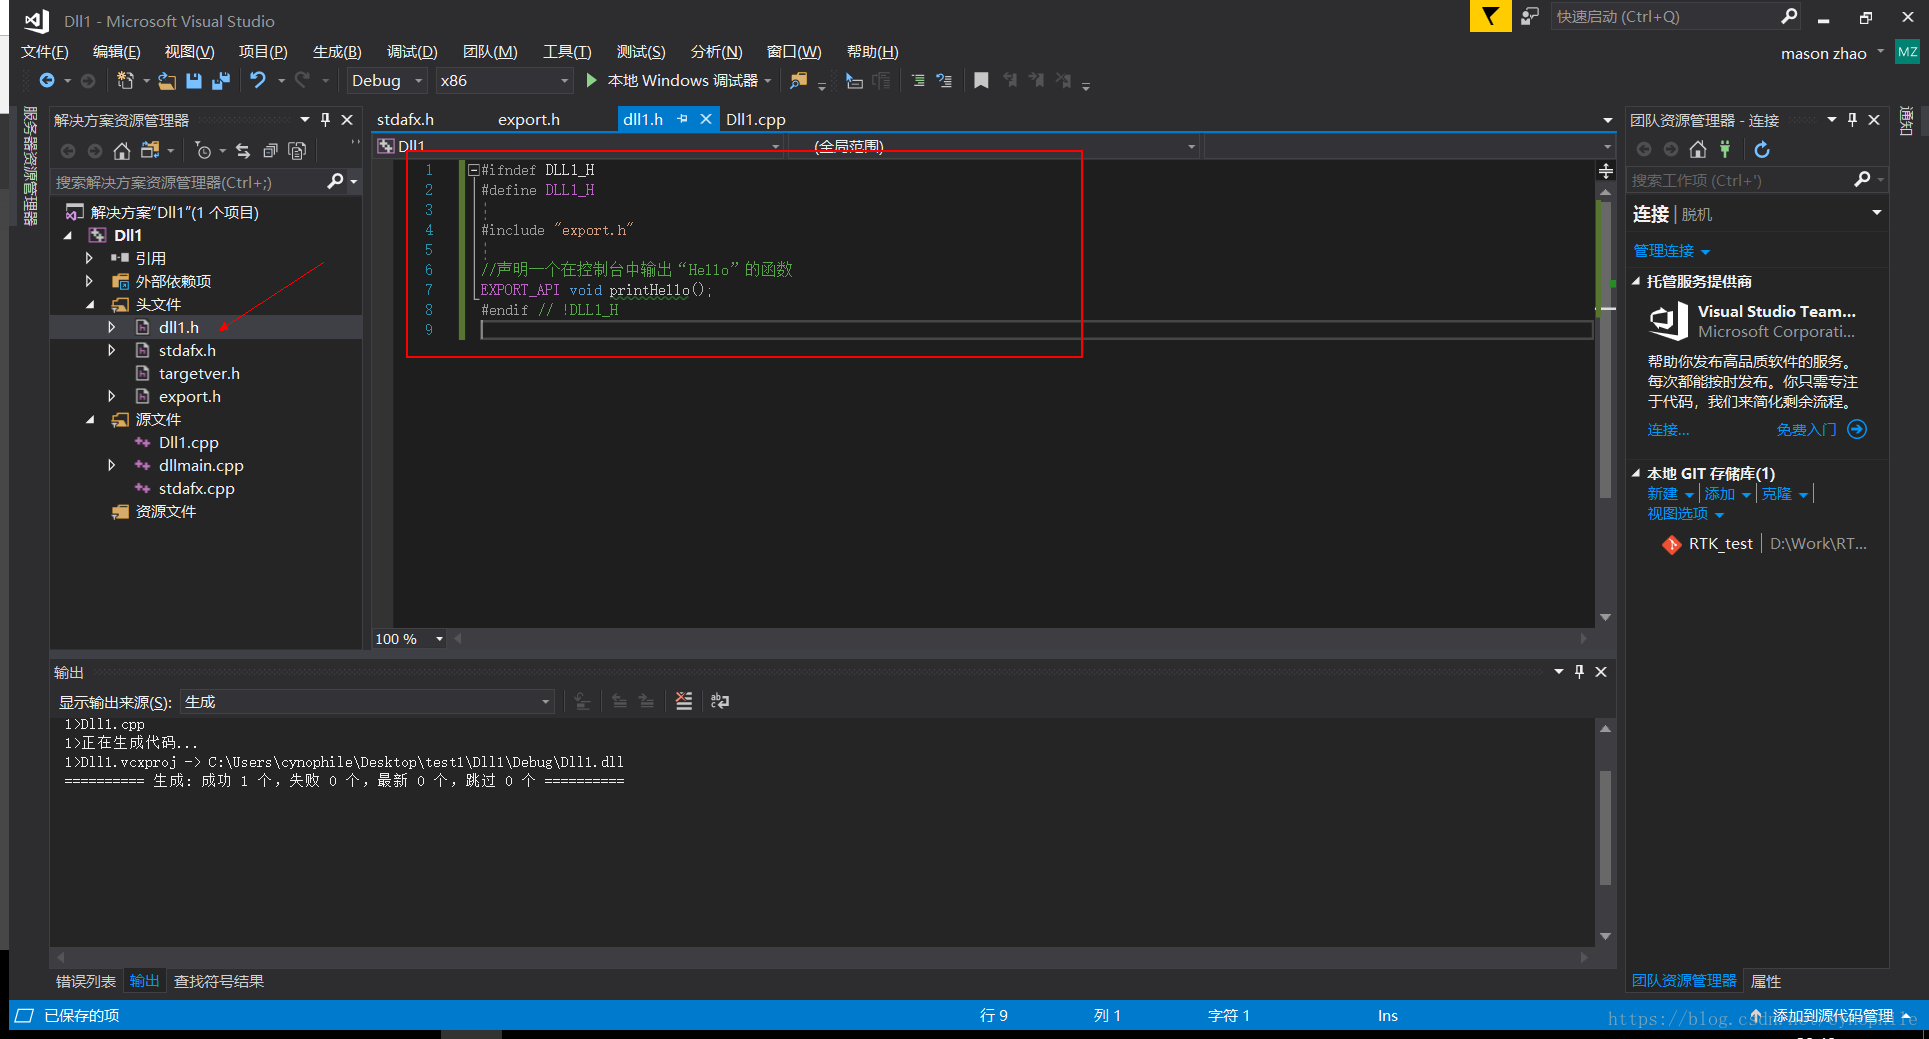 Dll1 - Microsoft Visual Studio
快速启动 (Ctrl+Q)
文件(F) 编辑(E) 视图(V) 项目(P) 生成(B) 调试(D) 团队(M) 工具(T) 测试(S) 分析(N) 窗口(W) 帮助(H)
mason zhao MZ
Debug x86 本地 Windows 调试器
服务器资源管理器
解决方案资源管理器
搜索解决方案资源管理器(Ctrl+;)
解决方案"Dll1"(1 个项目)
Dll1
引用
外部依赖项
头文件
dll1.h
stdafx.h
targetver.h
export.h
源文件
Dll1.cpp
dllmain.cpp
stdafx.cpp
资源文件
stdafx.h export.h dll1.h Dll1.cpp
Dll1 (全局范围)
1 #ifndef DLL1_H
2 #define DLL1_H
3
4 #include "export.h"
5
6 //声明一个在控制台中输出“Hello”的函数
7 EXPORT_API void printHello();
8 #endif // !DLL1_H
9
100 %
团队资源管理器 - 连接
搜索工作项 (Ctrl+')
连接 | 脱机
管理连接
托管服务提供商
Visual Studio Team...
Microsoft Corporati...
帮助你发布高品质软件的服务。
每次都能按时发布。你只需专注
于代码，我们来简化剩余流程。
连接... 免费入门
本地 GIT 存储库(1)
新建 添加 克隆
视图选项
RTK_test D:\Work\RT...
通知
输出
显示输出来源(S): 生成
1>Dll1.cpp
1>正在生成代码...
1>Dll1.vcxproj -> C:\Users\cynophile\Desktop\test1\Dll1\Debug\Dll1.dll
========== 生成: 成功 1 个，失败 0 个，最新 0 个，跳过 0 个 ==========
错误列表 输出 查找符号结果
团队资源管理器 属性
已保存的项 行 9 列 1 字符 1 Ins 添加到源代码管理
https://blog.csdn.net/cynophile